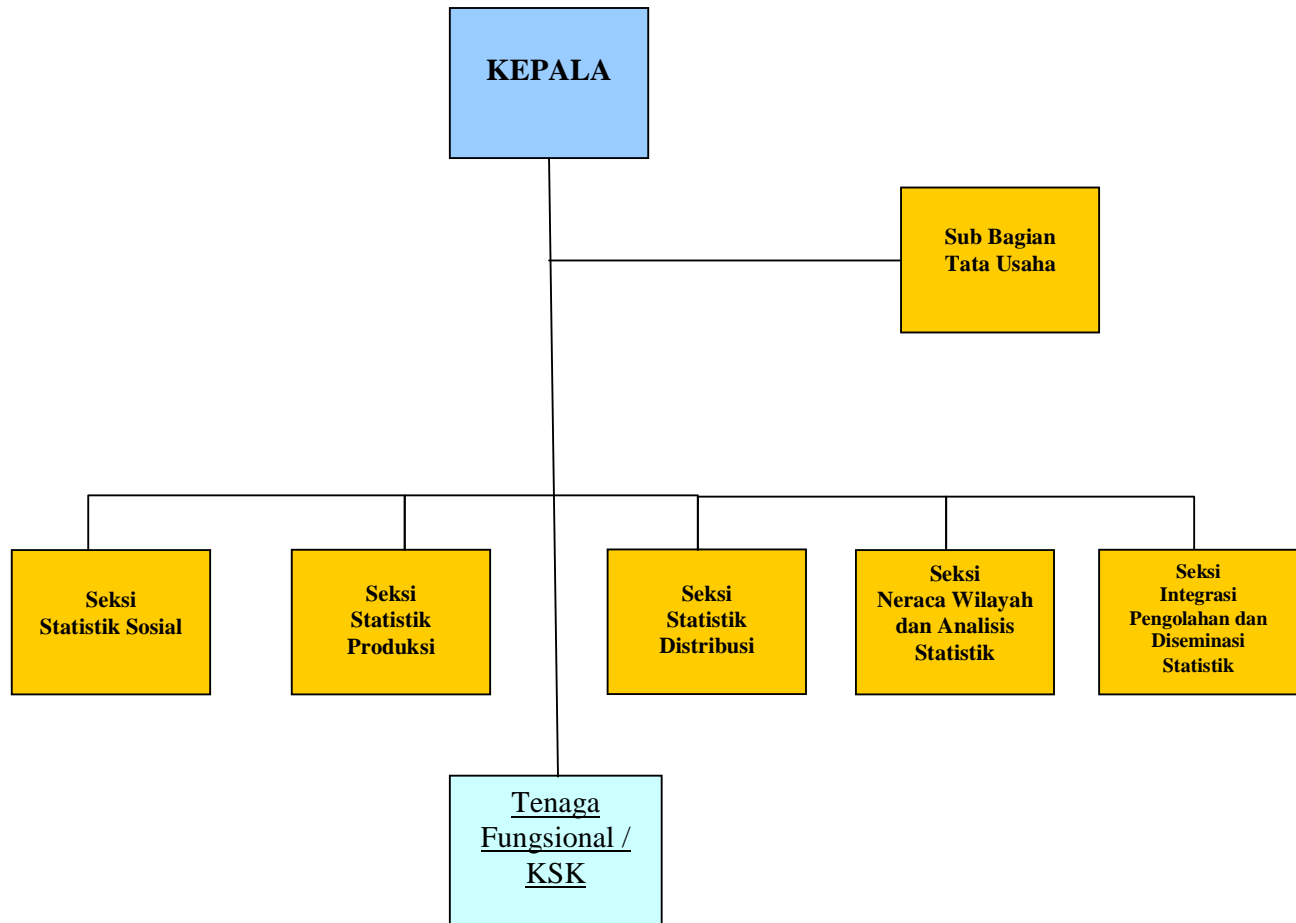 KEPALA
Sub Bagian
Tata Usaha
Seksi
Statistik Sosial
Seksi
Statistik
Produksi
Seksi
Statistik
Distribusi
Seksi
Neraca Wilayah
dan Analisis
Statistik
Seksi
Integrasi
Pengolahan dan
Diseminasi
Statistik
Tenaga
Fungsional /
KSK